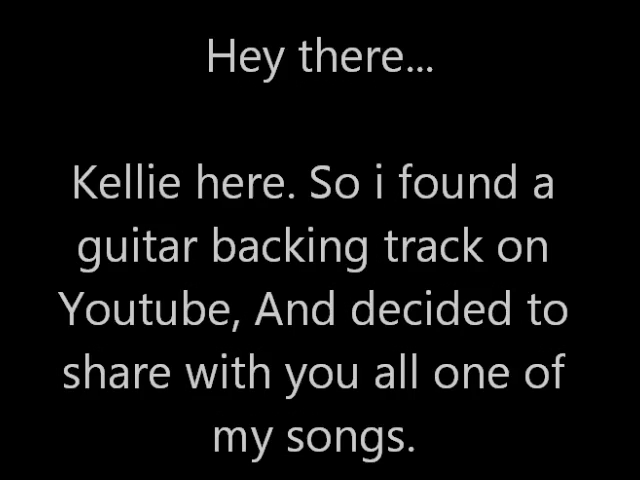 Hey there...
Kellie here. So i found a
guitar backing track on
Youtube, And decided to
share with you all one of
my songs.